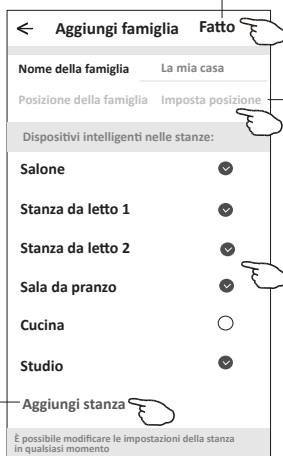 Aggiungi famiglia Fatto
Nome della famiglia La mia casa
Posizione della famiglia Imposta posizione
Dispositivi intelligenti nelle stanze:
Salone
Stanza da letto 1
Stanza da letto 2
Sala da pranzo
Cucina
Studio
Aggiungi stanza
È possibile modificare le impostazioni della stanza
in qualsiasi momento